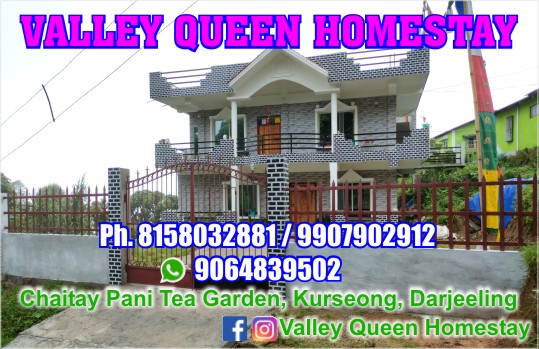 VALLEY QUEEN HOMESTAY
Ph. 8158032881 / 9907902912
9064839502
Chaitay Pani Tea Garden, Kurseong, Darjeeling
Valley Queen Homestay